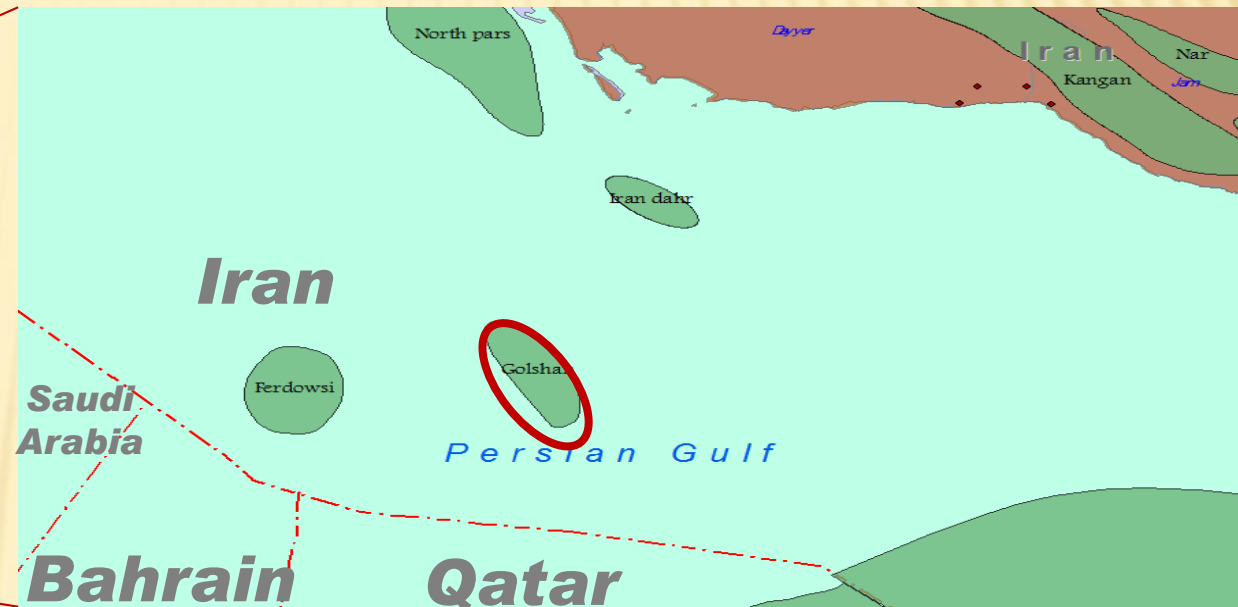 North pars
Dayyer
Iran
Nar
Kangan
Jam
Iran dahr
Iran
Golshan
Ferdowsi
Saudi
Arabia
Persian Gulf
Bahrain
Qatar